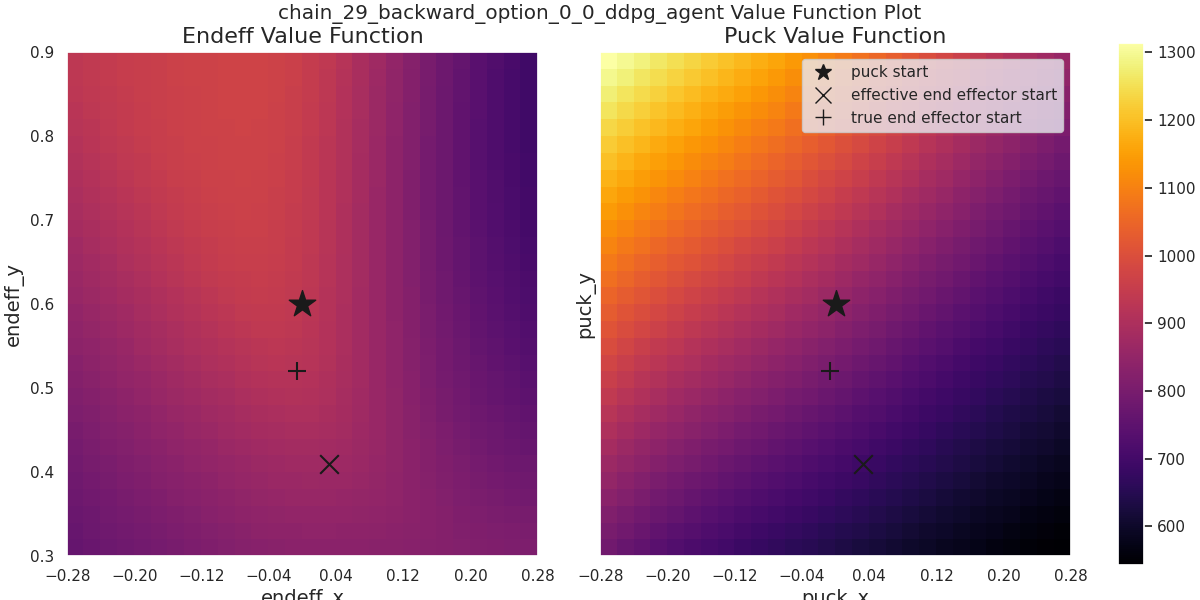 chain_29_backward_option_0_0_ddpg_agent Value Function Plot
Endeff Value Function
Puck Value Function
puck start
effective end effector start
true end effector start
endeff_y
0.9
0.8
0.7
0.6
0.5
0.4
0.3
−0.28 −0.20 −0.12 −0.04 0.04 0.12 0.20 0.28
endeff_x
puck_y
−0.28 −0.20 −0.12 −0.04 0.04 0.12 0.20 0.28
puck_x
1300
1200
1100
1000
900
800
700
600